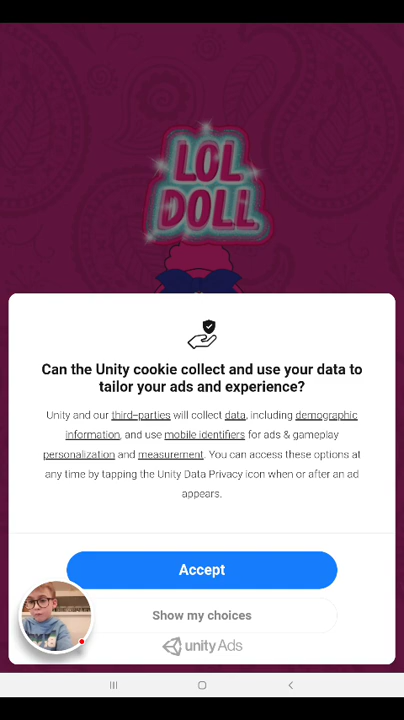 LOL
DOLL
Can the Unity cookie collect and use your data to
tailor your ads and experience?
Unity and our third-parties will collect data, including demographic
information, and use mobile identifiers for ads & gameplay
personalization and measurement. You can access these options at
any time by tapping the Unity Data Privacy icon when or after an ad
appears.
Accept
Show my choices
unity Ads